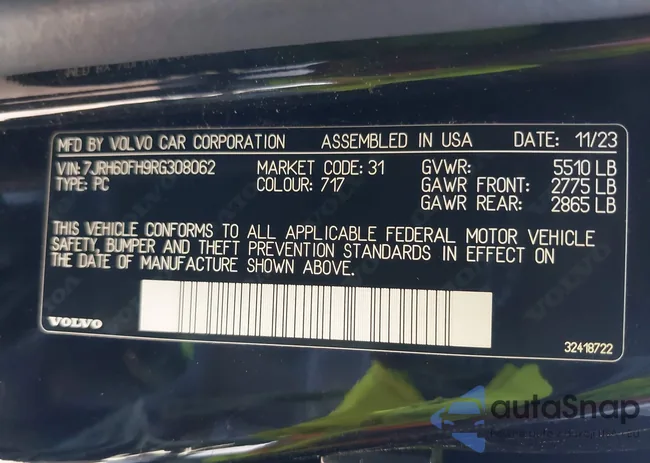 MFD BY VOLVO CAR CORPORATION ASSEMBLED IN USA DATE: 11/23
VIN: 7JRH60FH9RG308062 MARKET CODE: 31 GVWR: 5510 LB
TYPE: PC COLOUR: 717 GAWR FRONT: 2775 LB
GAWR REAR: 2865 LB
THIS VEHICLE CONFORMS TO ALL APPLICABLE FEDERAL MOTOR VEHICLE
SAFETY, BUMPER AND THEFT PREVENTION STANDARDS IN EFFECT ON
THE DATE OF MANUFACTURE SHOWN ABOVE.
VOLVO
32418722
autoSnap